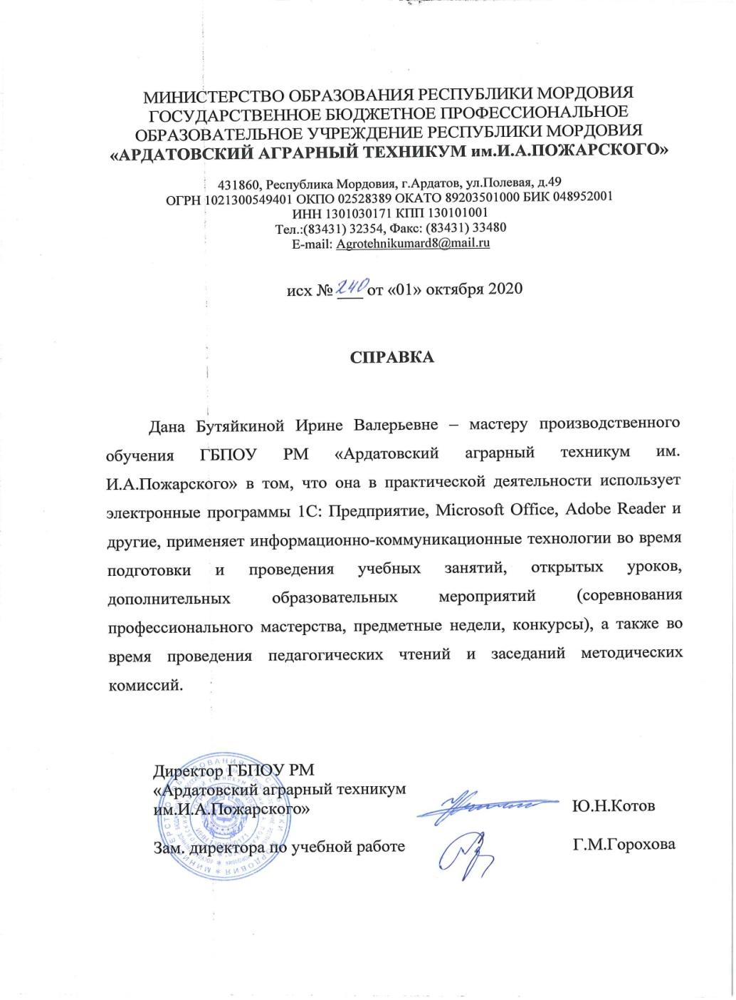 МИНИСТЕРСТВО ОБРАЗОВАНИЯ РЕСПУБЛИКИ МОРДОВИЯ
ГОСУДАРСТВЕННОЕ БЮДЖЕТНОЕ ПРОФЕССИОНАЛЬНОЕ
ОБРАЗОВАТЕЛЬНОЕ УЧРЕЖДЕНИЕ РЕСПУБЛИКИ МОРДОВИЯ
«АРДАТОВСКИЙ АГРАРНЫЙ ТЕХНИКУМ им.И.А.ПОЖАРСКОГО»
431860, Республика Мордовия, г.Ардатов, ул.Полевая, д.49
ОГРН 1021300549401 ОКПО 02528389 ОКАТО 89203501000 БИК 048952001
ИНН 1301030171 КПП 130101001
Тел.:(83431) 32354, Факс: (83431) 33480
E-mail: Agrotehnikumard8@mail.ru
исх № 240 от «01» октября 2020
СПРАВКА
Дана Бутяйкиной Ирине Валерьевне – мастеру производственного
обучения ГБПОУ РМ «Ардатовский аграрный техникум им.
И.А.Пожарского» в том, что она в практической деятельности использует
электронные программы 1С: Предприятие, Microsoft Office, Adobe Reader и
другие, применяет информационно-коммуникационные технологии во время
подготовки и проведения учебных занятий, открытых уроков,
дополнительных образовательных мероприятий (соревнования
профессионального мастерства, предметные недели, конкурсы), а также во
время проведения педагогических чтений и заседаний методических
комиссий.
Директор ГБПОУ РМ
«Ардатовский аграрный техникум
им.И.А.Пожарского» Ю.Н.Котов
Зам. директора по учебной работе Г.М.Горохова